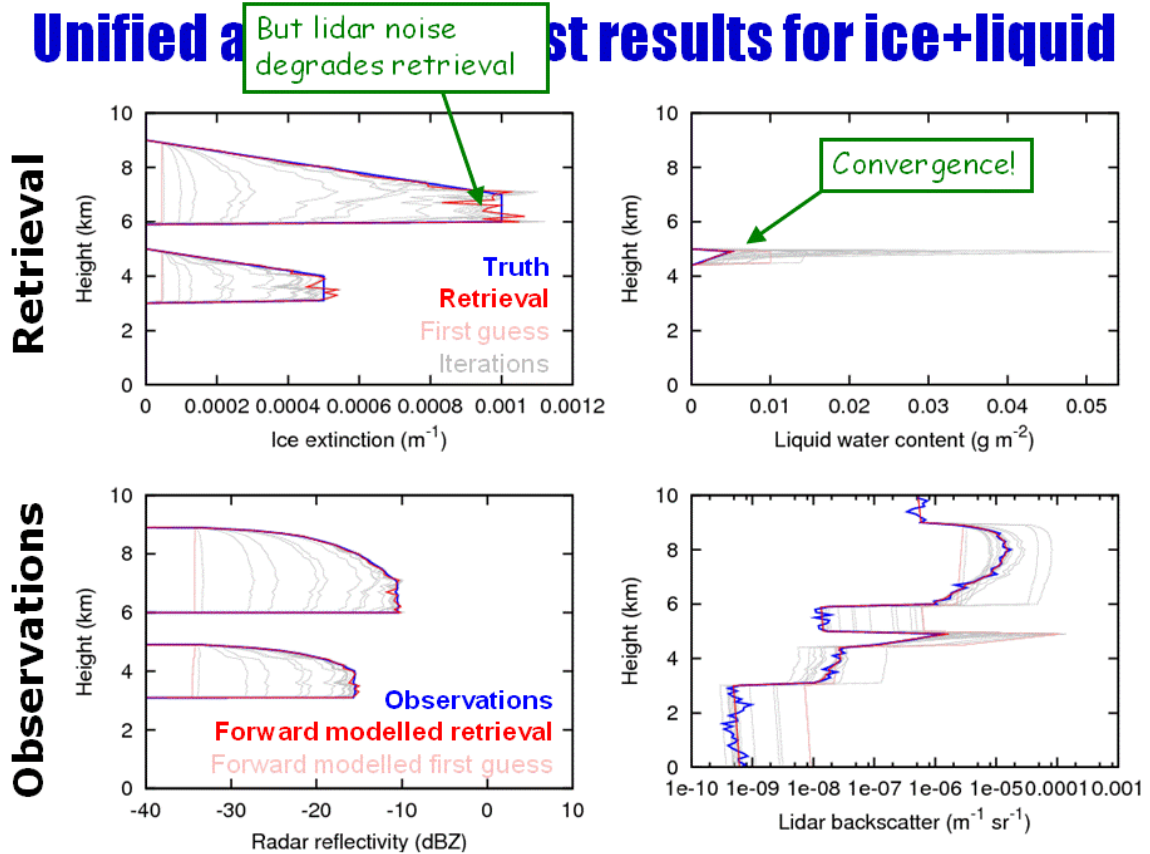 Unified a st results for ice+liquid
But lidar noise
degrades retrieval
Retrieval
10
8
6
4
2
0
Height (km)
Truth
Retrieval
First guess
Iterations
0 0.0002 0.0004 0.0006 0.0008 0.001 0.0012
Ice extinction (m⁻¹)
10
8
6
4
2
0
Height (km)
Convergence!
0 0.01 0.02 0.03 0.04 0.05
Liquid water content (g m⁻²)
Observations
10
8
6
4
2
0
Height (km)
Observations
Forward modelled retrieval
Forward modelled first guess
-40 -30 -20 -10 0 10
Radar reflectivity (dBZ)
10
8
6
4
2
0
Height (km)
1e-10 1e-09 1e-08 1e-07 1e-06 1e-05 0.0001 0.001
Lidar backscatter (m⁻¹ sr⁻¹)